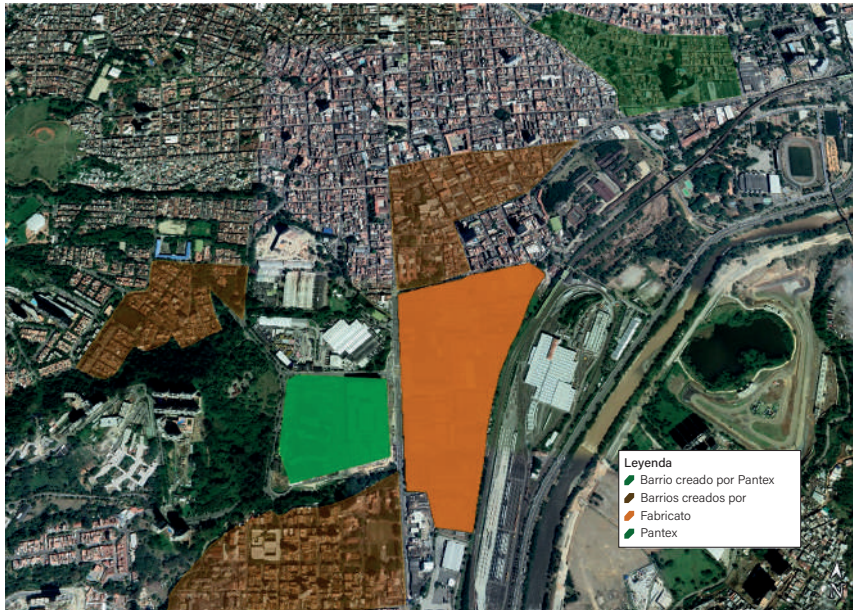 Leyenda
Barrio creado por Pantex
Barrios creados por
Fabricato
Pantex
N